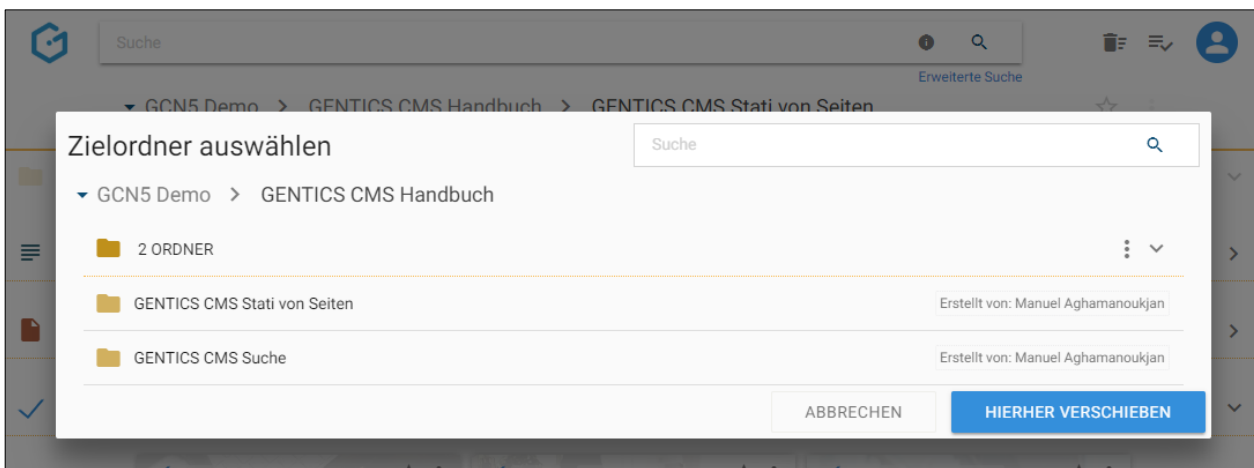 Suche
Erweiterte Suche
GCN5 Demo > GENTICS CMS Handbuch > GENTICS CMS Stati von Seiten
Zielordner auswählen
Suche
GCN5 Demo > GENTICS CMS Handbuch
2 ORDNER
GENTICS CMS Stati von Seiten
Erstellt von: Manuel Aghamanoukjan
GENTICS CMS Suche
Erstellt von: Manuel Aghamanoukjan
ABBRECHEN
HIERHER VERSCHIEBEN